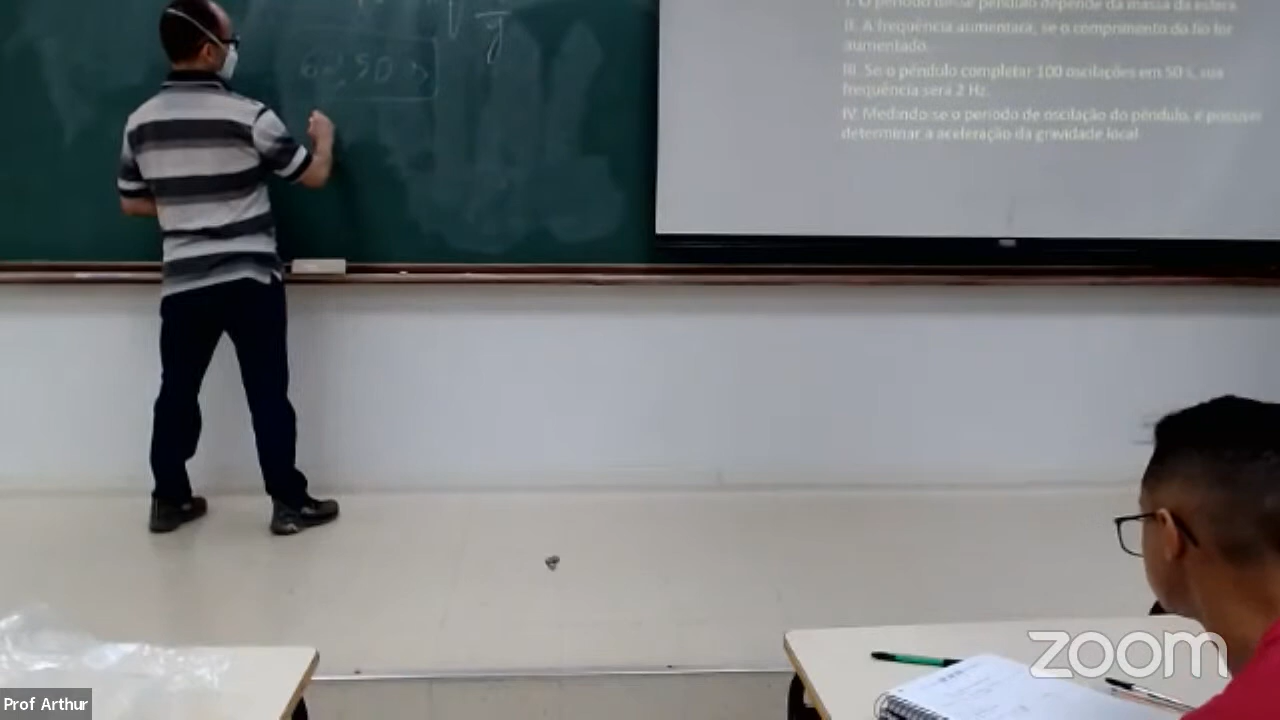 I. O período desse pêndulo depende da massa da esfera.
II. A frequência aumentará, se o comprimento do fio for
aumentado.
III. Se o pêndulo completar 100 oscilações em 50 s, sua
frequência será 2 Hz.
IV. Medindo-se o período de oscilação do pêndulo, é possível
determinar a aceleração da gravidade local
g
zoom
Prof Arthur